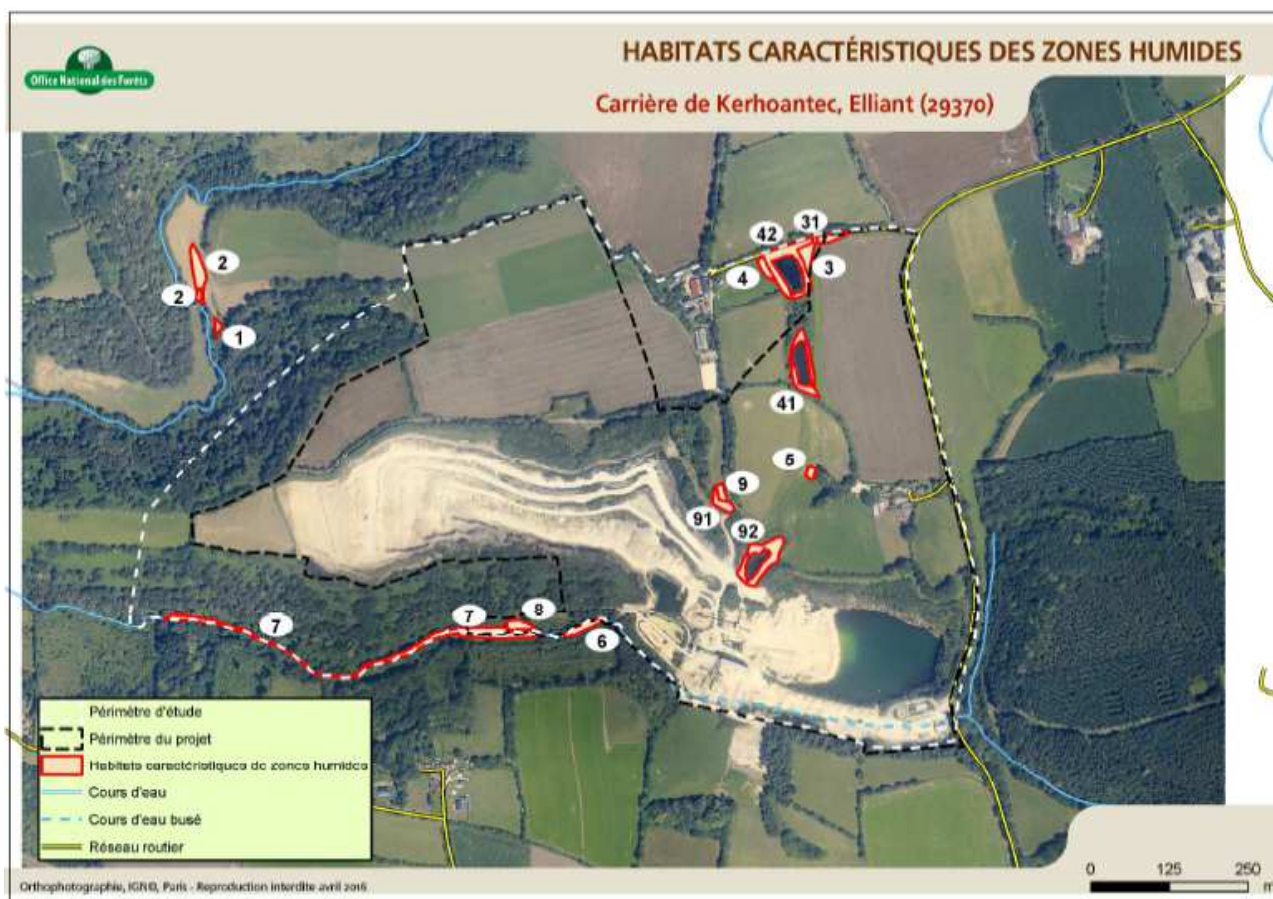 Office National des Forêts
HABITATS CARACTÉRISTIQUES DES ZONES HUMIDES
Carrière de Kerhoantec, Elliant (29370)
31
42
2
4
3
2
1
41
5
9
91
92
7
7
8
6
Périmètre d'étude
Périmètre du projet
Habitats caractéristiques de zones humides
Cours d'eau
Cours d'eau busé
Réseau routier
Orthophotographie, IGN©, Paris - Reproduction interdite avril 2016
0 125 250
m